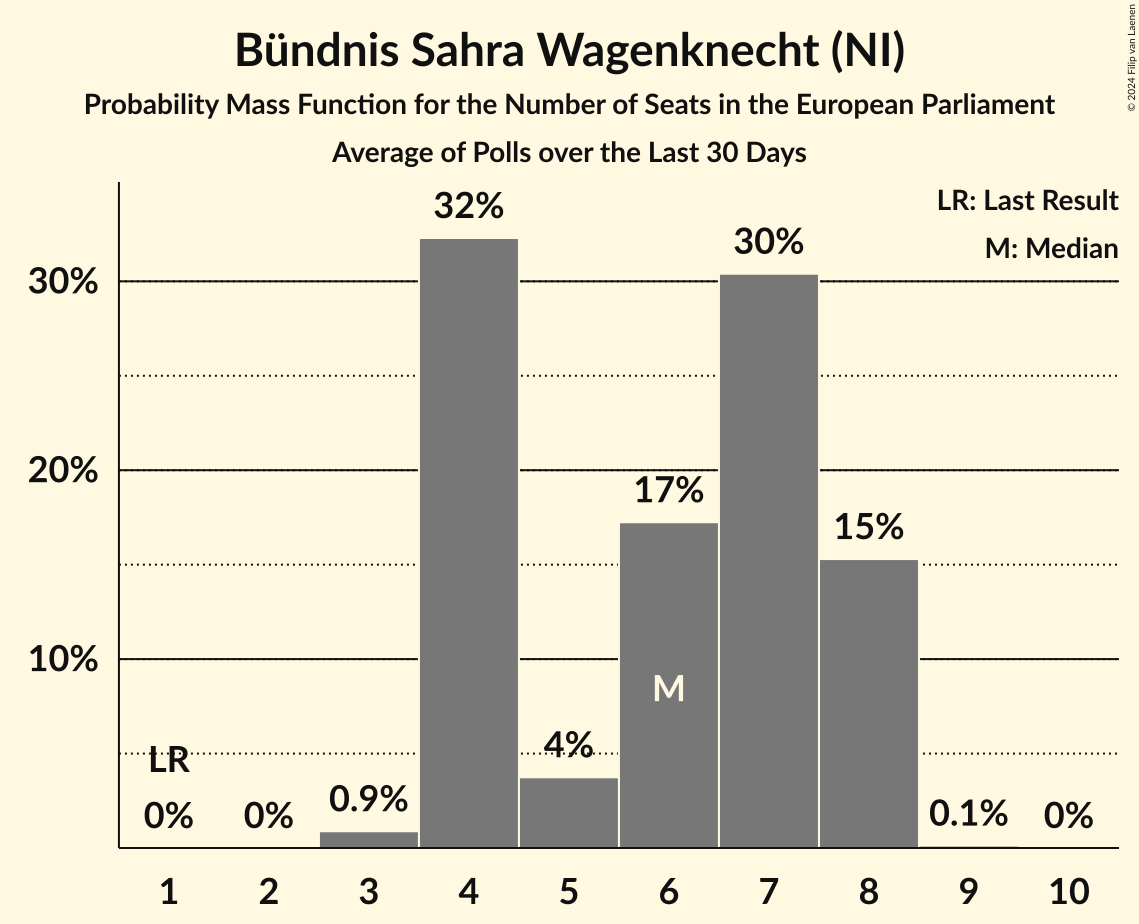 Bündnis Sahra Wagenknecht (NI)
Probability Mass Function for the Number of Seats in the European Parliament
Average of Polls over the Last 30 Days
© 2024 Filip van Laenen
LR: Last Result
M: Median
32%
30%
30%
20%
17%
15%
10%
M
4%
LR
0%
0%
0.9%
0.1%
0%
1 2 3 4 5 6 7 8 9 10